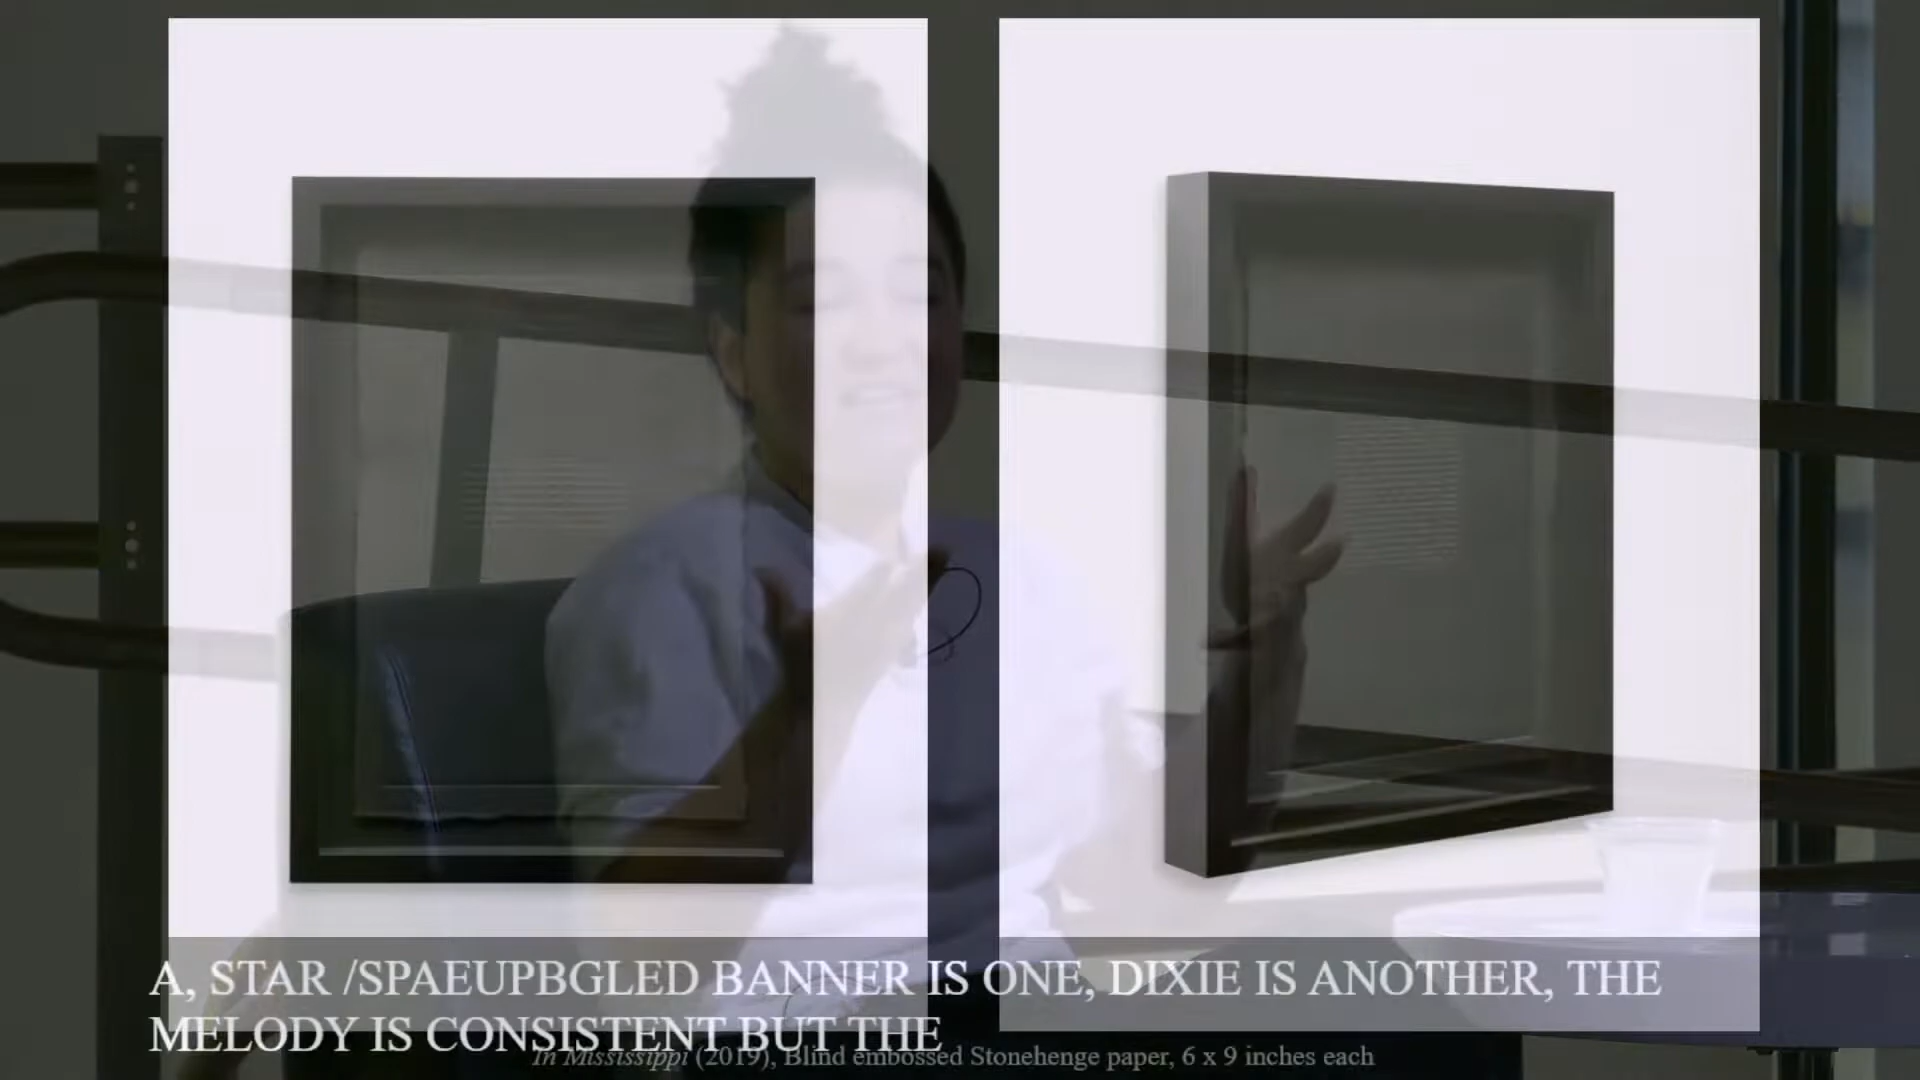 A, STAR /SPAEUPBGLED BANNER IS ONE, DIXIE IS ANOTHER, THE
MELODY IS CONSISTENT BUT THE
In Mississippi (2019), Blind embossed Stonehenge paper, 6 x 9 inches each